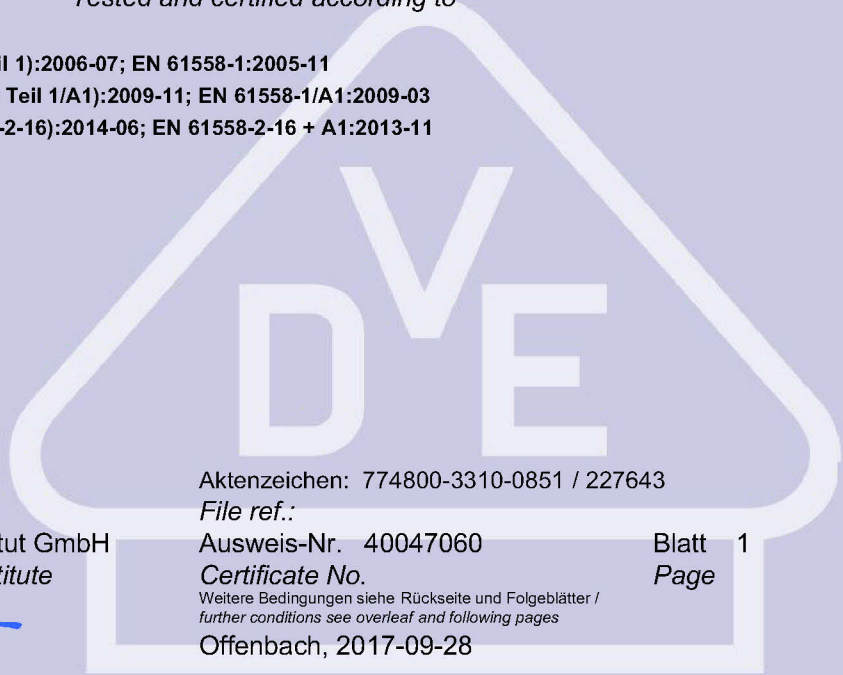 Tested and certified according to
il 1):2006-07; EN 61558-1:2005-11
Teil 1/A1):2009-11; EN 61558-1/A1:2009-03
-2-16):2014-06; EN 61558-2-16 + A1:2013-11
VDE
Aktenzeichen: 774800-3310-0851 / 227643
File ref.:
tut GmbH Ausweis-Nr. 40047060 Blatt 1
titute Certificate No. Page
Weitere Bedingungen siehe Rückseite und Folgeblätter /
further conditions see overleaf and following pages
Offenbach, 2017-09-28